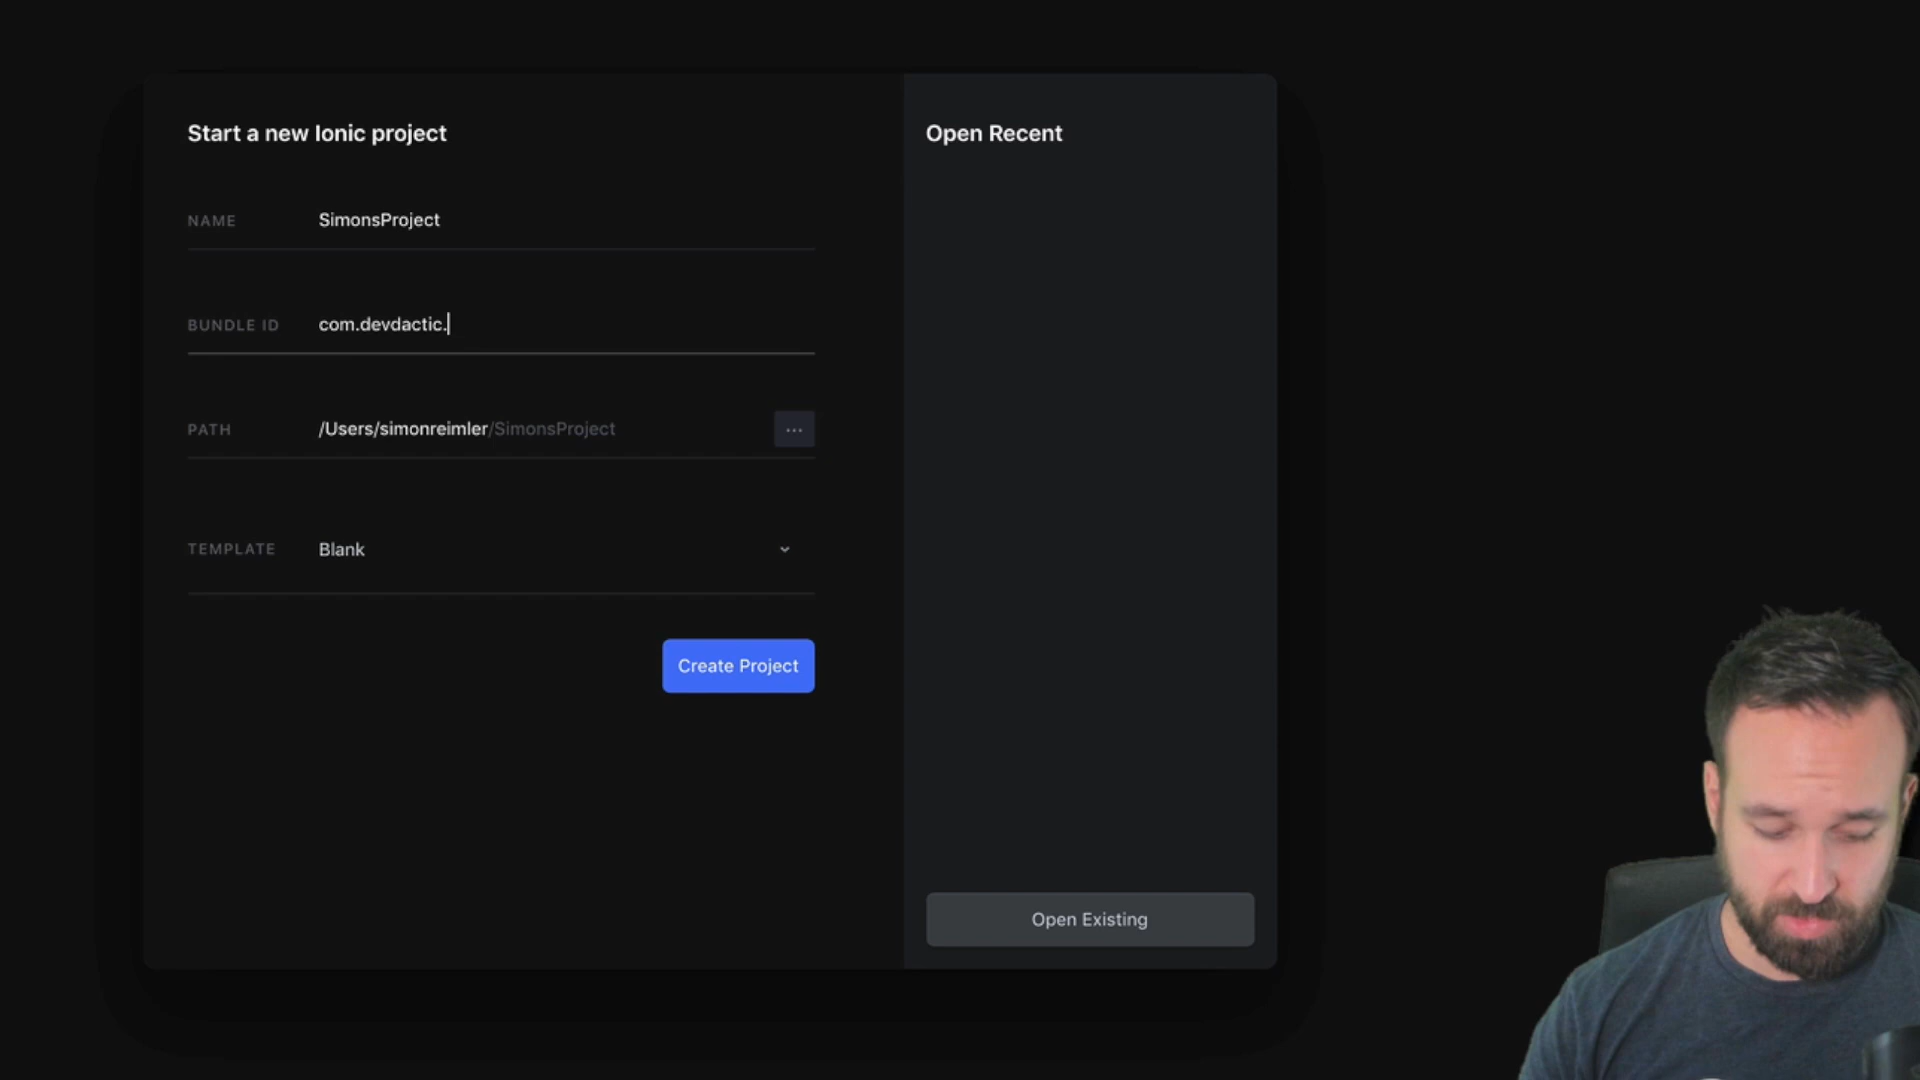 Start a new Ionic project
NAME SimonsProject
BUNDLE ID com.devdactic.
PATH /Users/simonreimler/SimonsProject ...
TEMPLATE Blank
Create Project
Open Recent
Open Existing